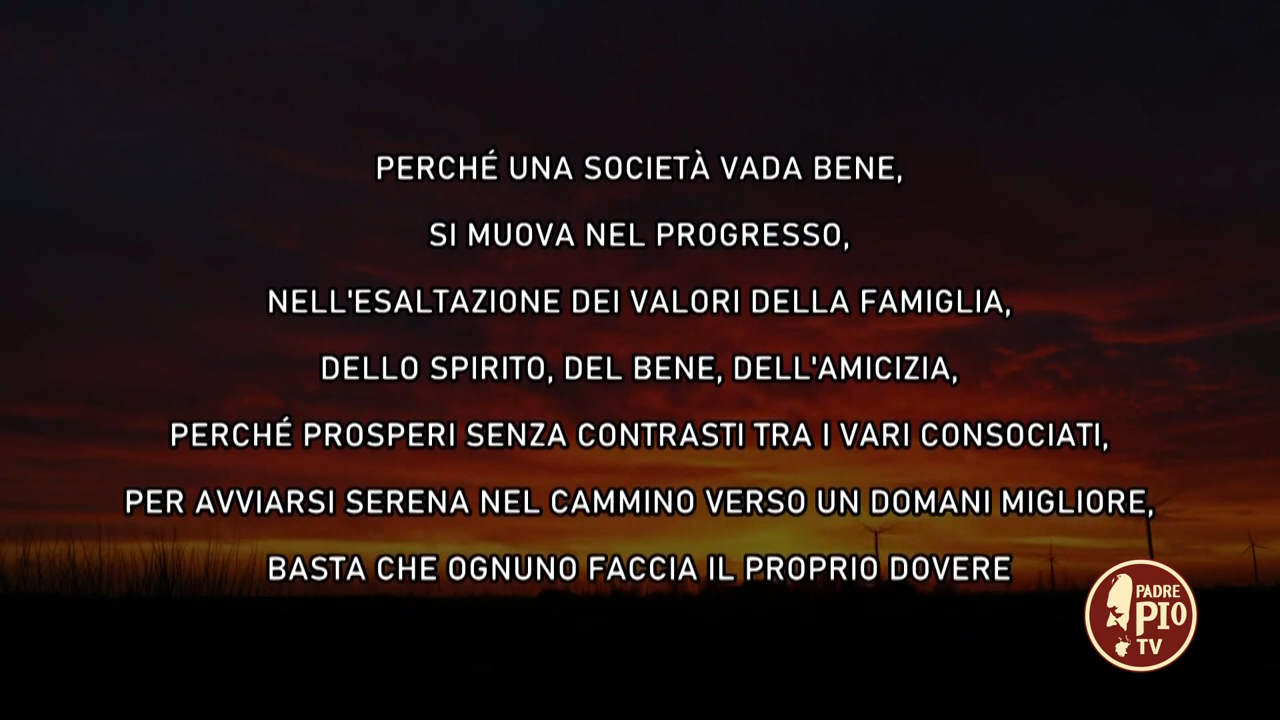 PERCHÉ UNA SOCIETÀ VADA BENE,
SI MUOVA NEL PROGRESSO,
NELL'ESALTAZIONE DEI VALORI DELLA FAMIGLIA,
DELLO SPIRITO, DEL BENE, DELL'AMICIZIA,
PERCHÉ PROSPERI SENZA CONTRASTI TRA I VARI CONSOCIATI,
PER AVVIARSI SERENA NEL CAMMINO VERSO UN DOMANI MIGLIORE,
BASTA CHE OGNUNO FACCIA IL PROPRIO DOVERE
PADRE
PIO
TV